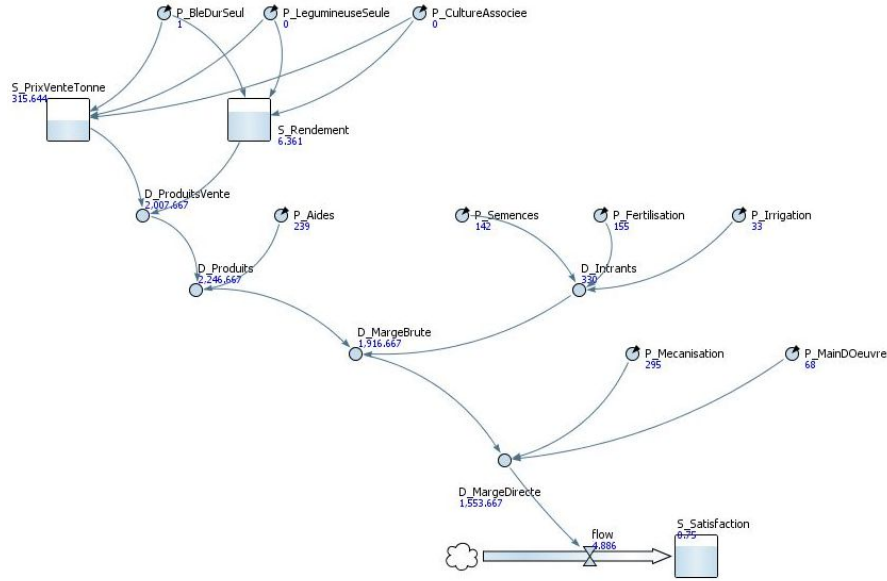 P_BleDurSeul
1
P_LegumineuseSeule
0
P_CultureAssociee
0
S_PrixVenteTonne
315.644
S_Rendement
6.361
D_ProduitsVente
2,007.667
P_Aides
239
P_Semences
142
P_Fertilisation
155
P_Irrigation
33
D_Produits
2,246.667
D_Intrants
330
D_MargeBrute
1,916.667
P_Mecanisation
295
P_MainDOeuvre
68
D_MargeDirecte
1,553.667
flow
4.886
S_Satisfaction
0.75